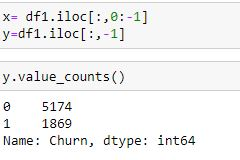 x= df1.iloc[:,0:-1]
y=df1.iloc[:,-1]
y.value_counts()
0    5174
1    1869
Name: Churn, dtype: int64